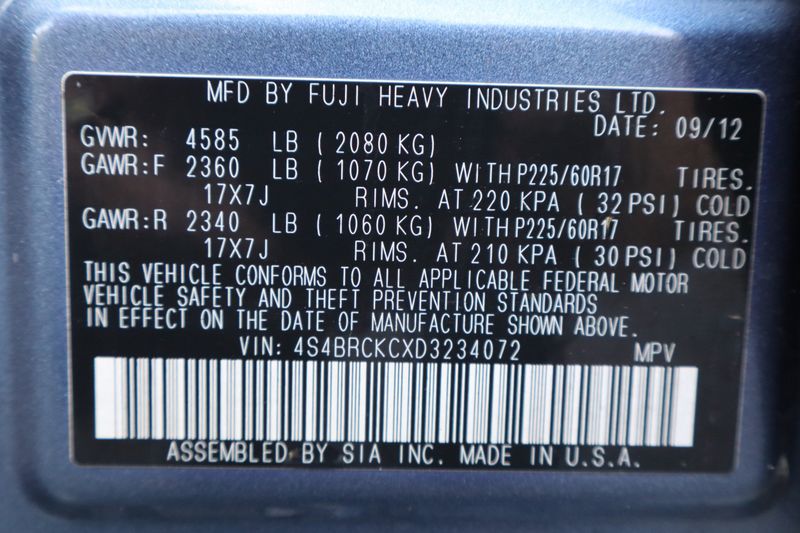 MFD BY FUJI HEAVY INDUSTRIES LTD.
DATE: 09/12
GVWR: 4585 LB ( 2080 KG)
GAWR:F 2360 LB ( 1070 KG) WITH P225/60R17 TIRES.
17X7J RIMS. AT 220 KPA ( 32 PSI) COLD
GAWR:R 2340 LB ( 1060 KG) WITH P225/60R17 TIRES.
17X7J RIMS. AT 210 KPA ( 30 PSI) COLD
THIS VEHICLE CONFORMS TO ALL APPLICABLE FEDERAL MOTOR
VEHICLE SAFETY AND THEFT PREVENTION STANDARDS
IN EFFECT ON THE DATE OF MANUFACTURE SHOWN ABOVE.
VIN: 4S4BRCKCXD3234072 MPV
ASSEMBLED BY SIA INC. MADE IN U.S.A.